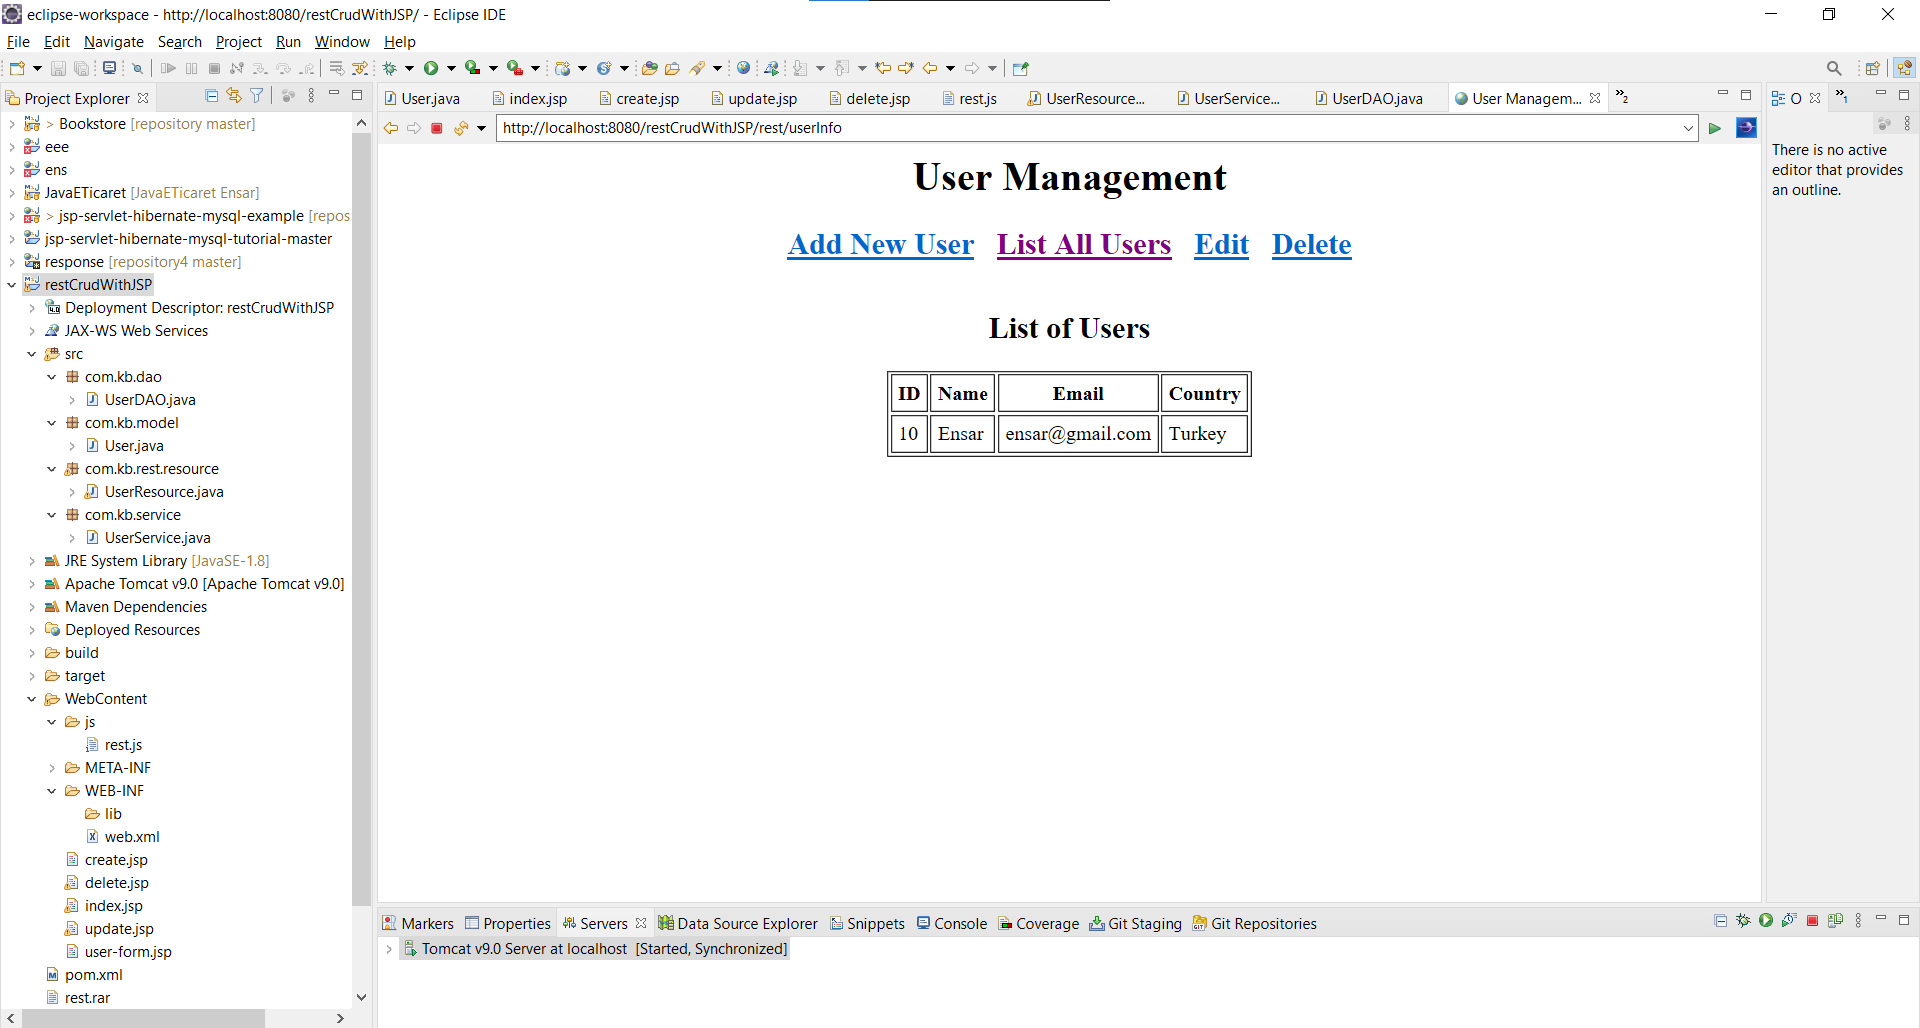 eclipse-workspace - http://localhost:8080/restCrudWithJSP/ - Eclipse IDE
File Edit Navigate Search Project Run Window Help
Project Explorer
> Bookstore [repository master]
eee
ens
JavaETicaret [JavaETicaret Ensar]
> jsp-servlet-hibernate-mysql-example [repos
jsp-servlet-hibernate-mysql-tutorial-master
response [repository4 master]
restCrudWithJSP
Deployment Descriptor: restCrudWithJSP
JAX-WS Web Services
src
com.kb.dao
UserDAO.java
com.kb.model
User.java
com.kb.rest.resource
UserResource.java
com.kb.service
UserService.java
JRE System Library [JavaSE-1.8]
Apache Tomcat v9.0 [Apache Tomcat v9.0]
Maven Dependencies
Deployed Resources
build
target
WebContent
js
rest.js
META-INF
WEB-INF
lib
web.xml
create.jsp
delete.jsp
index.jsp
update.jsp
user-form.jsp
pom.xml
rest.rar
User.java index.jsp create.jsp update.jsp delete.jsp rest.js UserResource... UserService... UserDAO.java User Managem... »2
http://localhost:8080/restCrudWithJSP/rest/userInfo
User Management
Add New User List All Users Edit Delete
List of Users
ID Name Email Country
10 Ensar ensar@gmail.com Turkey
O »1
There is no active
editor that provides
an outline.
Markers Properties Servers Data Source Explorer Snippets Console Coverage Git Staging Git Repositories
Tomcat v9.0 Server at localhost [Started, Synchronized]